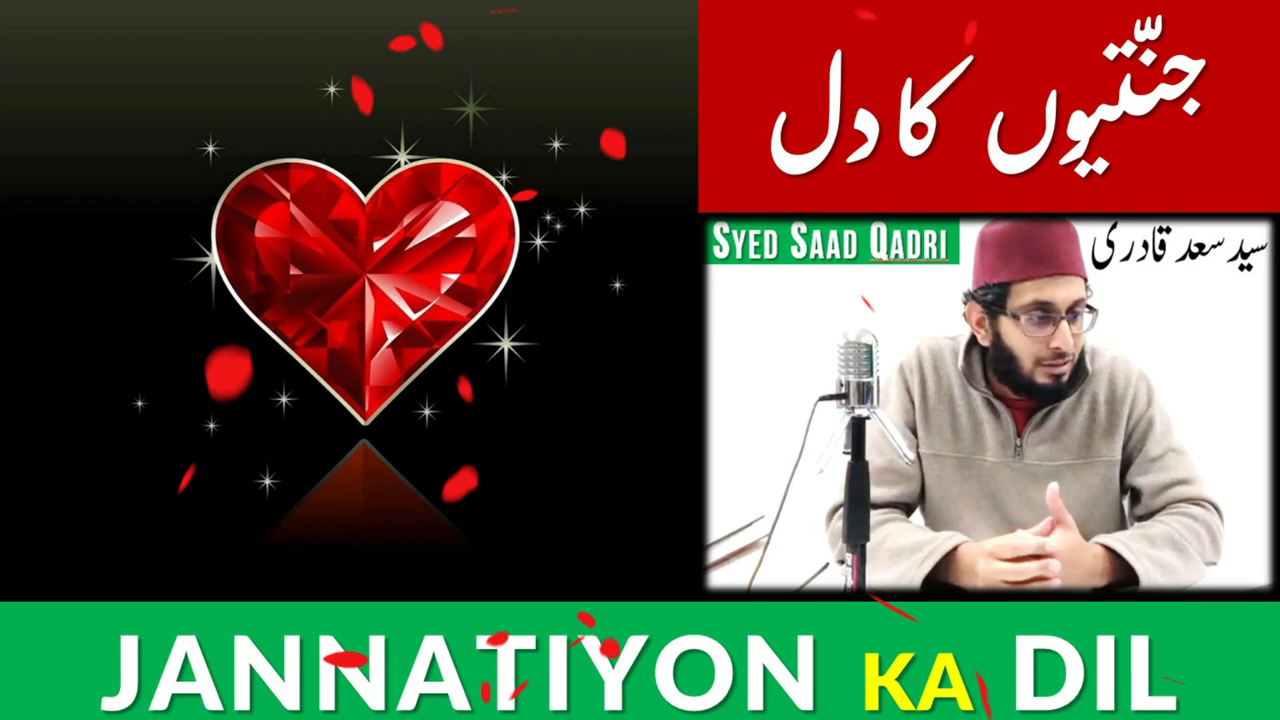 جنّتیوں کا دل
SYED SAAD QADRI
سید سعد قادری
JANNATIYON KA DIL